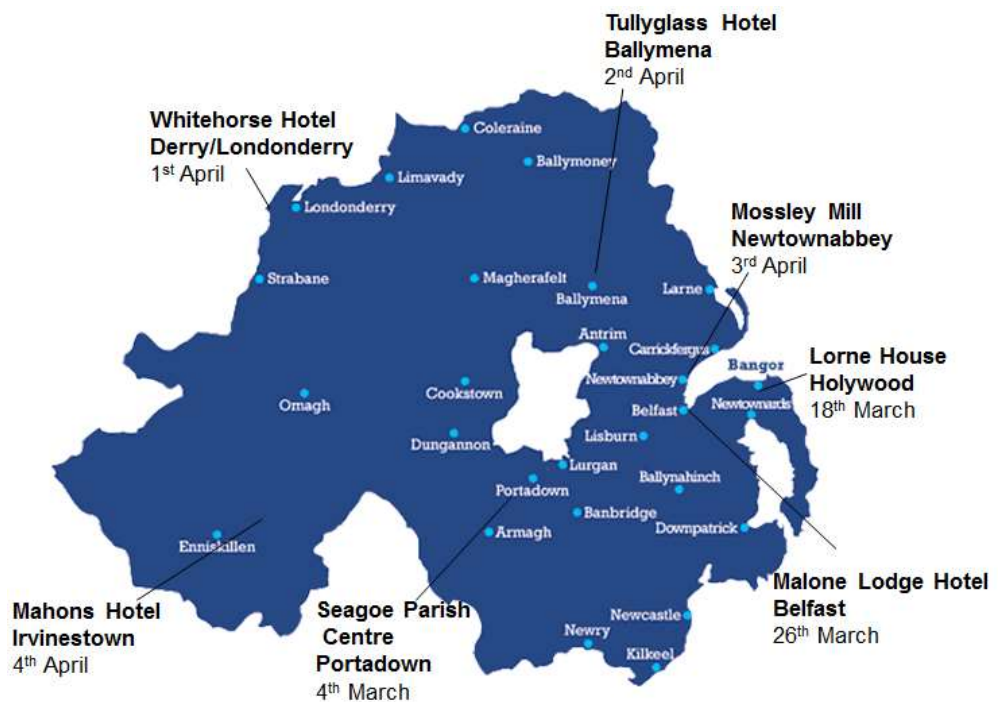 Tullyglass Hotel
Ballymena
2nd April
Whitehorse Hotel
Derry/Londonderry
1st April
Coleraine
Ballymoney
Limavady
Londonderry
Mossley Mill
Newtownabbey
3rd April
Strabane
Magherafelt
Ballymena
Larne
Antrim
Carrickfergus
Bangor
Lorne House
Holywood
18th March
Newtownabbey
Cookstown
Omagh
Belfast
Newtownards
Dungannon
Lisburn
Lurgan
Portadown
Ballynahinch
Banbridge
Armagh
Downpatrick
Enniskillen
Malone Lodge Hotel
Belfast
26th March
Mahons Hotel
Irvinestown
4th April
Seagoe Parish
Centre
Portadown
4th March
Newcastle
Newry
Kilkeel